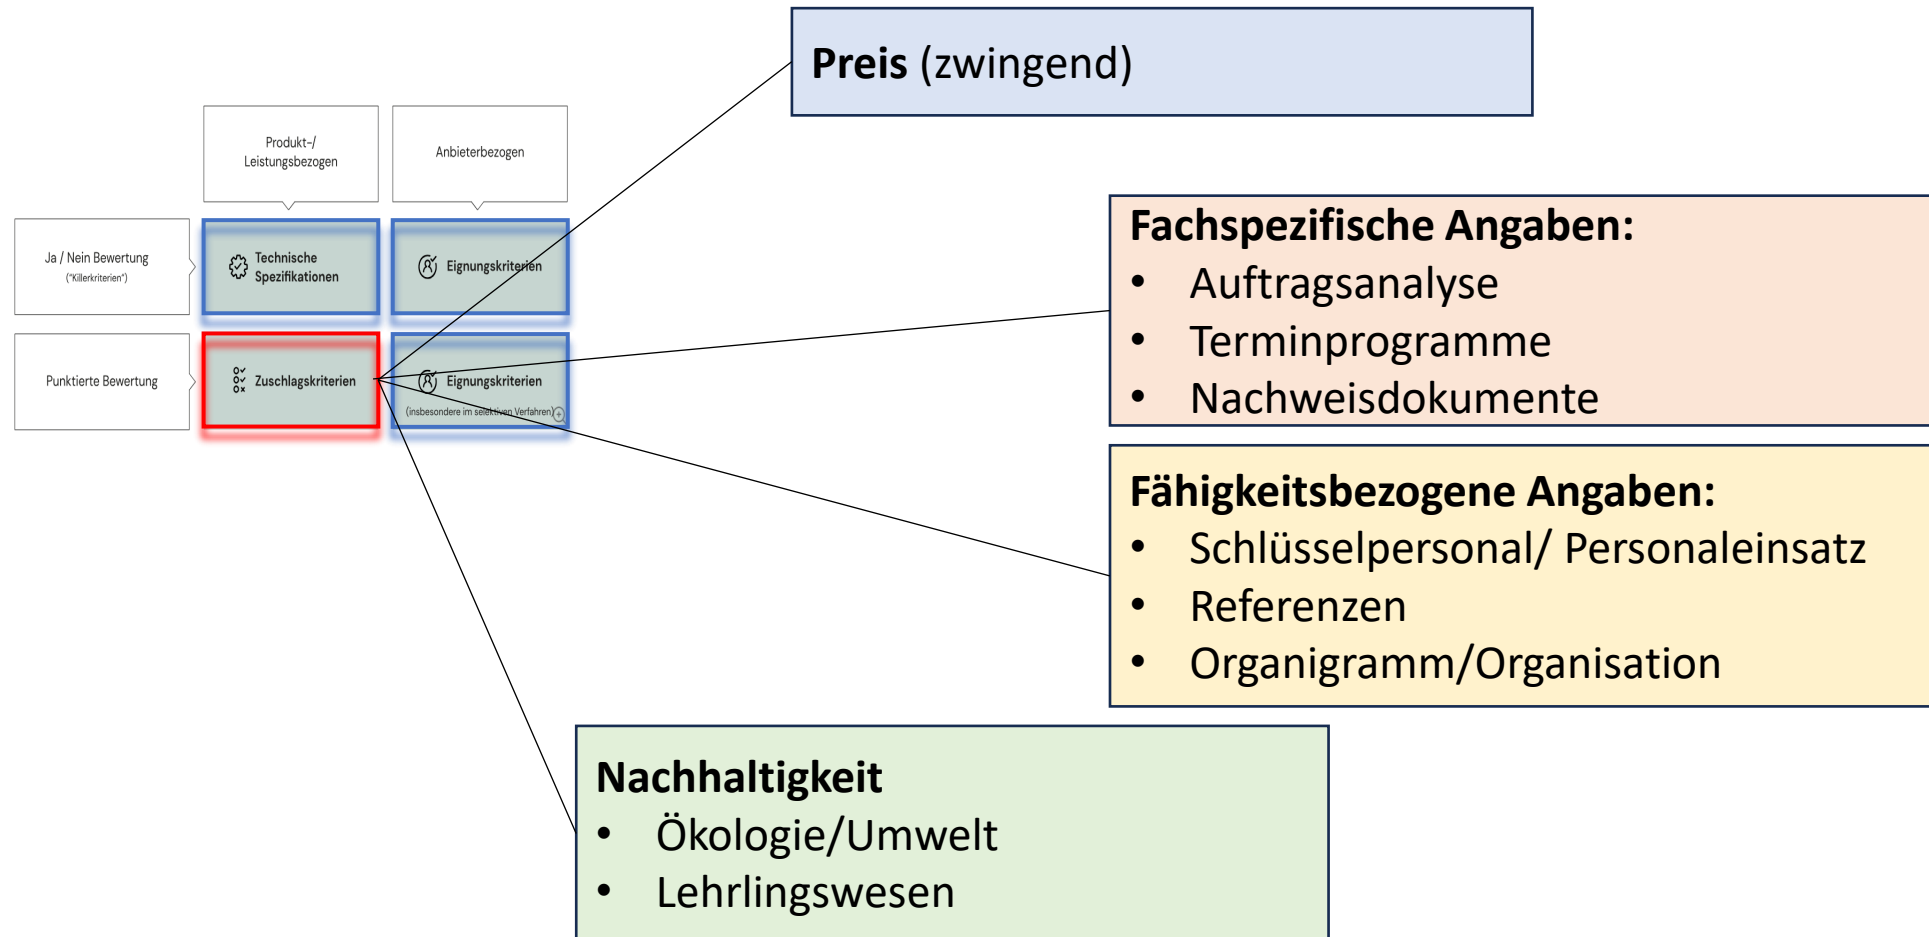 Preis (zwingend)
Produkt-/
Leistungsbezogen
Anbieterbezogen
Ja / Nein Bewertung
("Killerkriterien")
Technische
Spezifikationen
Eignungskriterien
Punktierte Bewertung
Zuschlagskriterien
Eignungskriterien
(insbesondere im selektiven Verfahren)
Fachspezifische Angaben:
• Auftragsanalyse
• Terminprogramme
• Nachweisdokumente
Fähigkeitsbezogene Angaben:
• Schlüsselpersonal/ Personaleinsatz
• Referenzen
• Organigramm/Organisation
Nachhaltigkeit
• Ökologie/Umwelt
• Lehrlingswesen